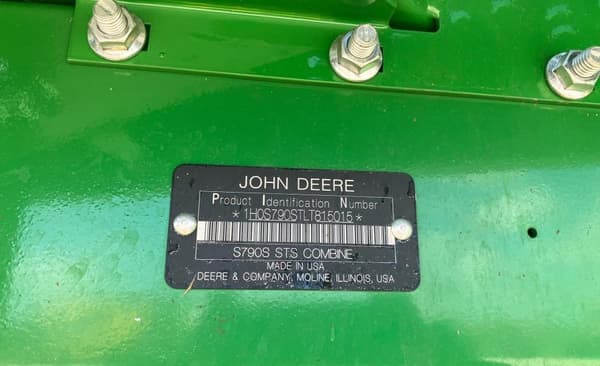 JOHN DEERE
Product Identification Number
*1H0S790STLT815015*
S790S STS COMBINE
MADE IN USA
DEERE & COMPANY, MOLINE, ILLINOIS, USA